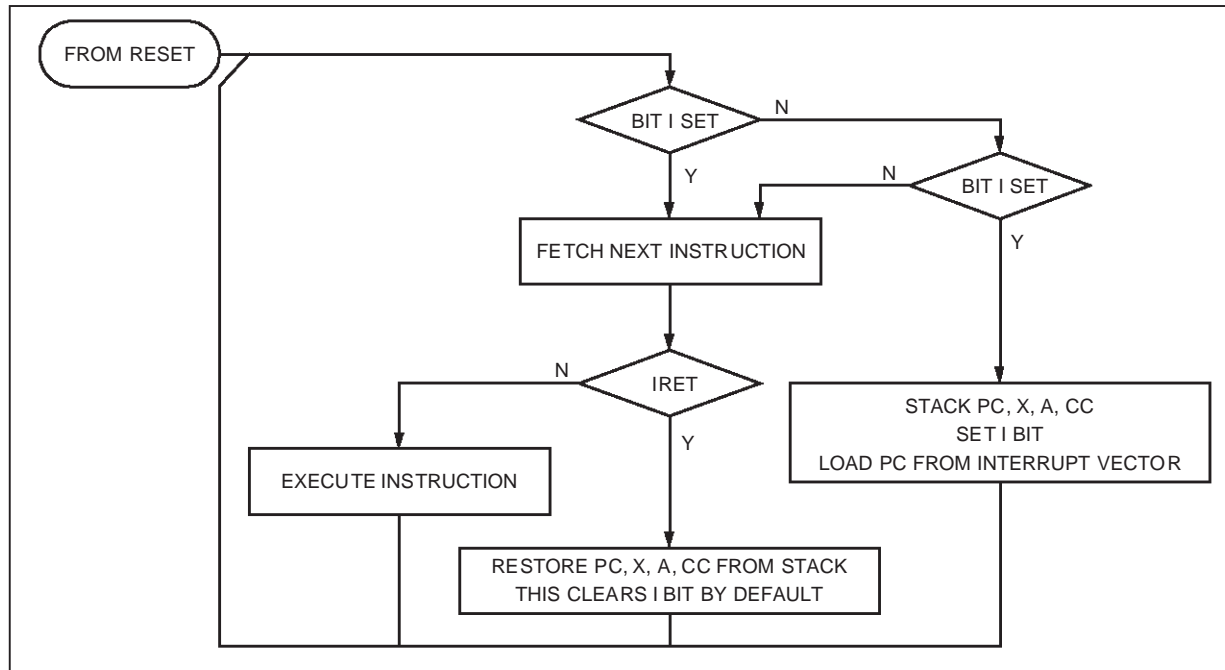 FROM RESET
BIT I SET
N
Y
N
BIT I SET
Y
FETCH NEXT INSTRUCTION
N
IRET
Y
STACK PC, X, A, CC
SET I BIT
LOAD PC FROM INTERRUPT VECTOR
EXECUTE INSTRUCTION
RESTORE PC, X, A, CC FROM STACK
THIS CLEARS I BIT BY DEFAULT